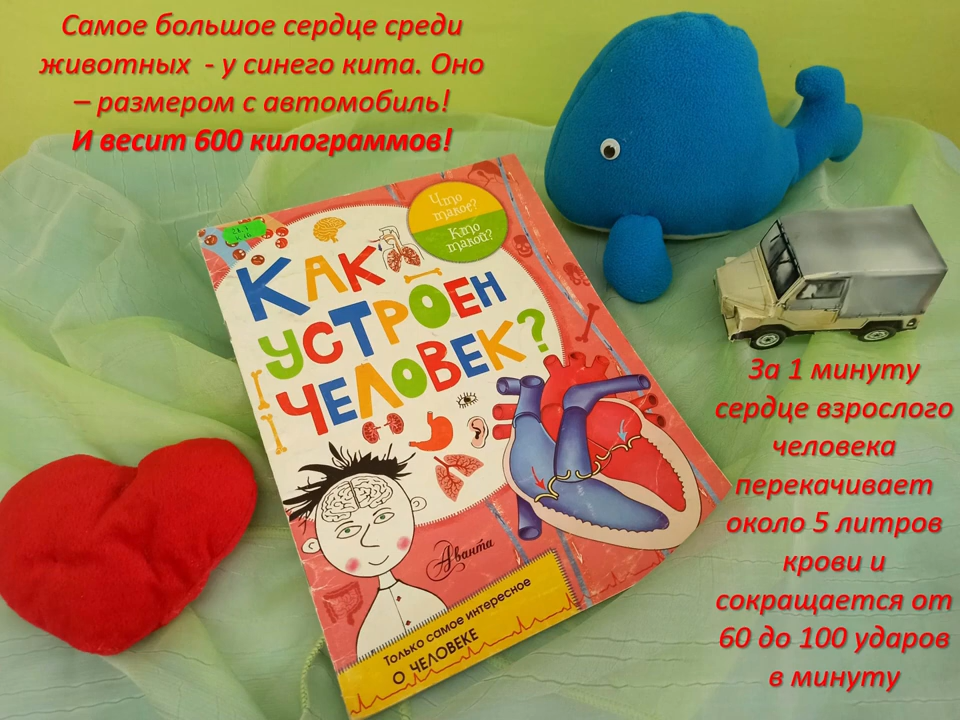 Самое большое сердце среди
животных - у синего кита. Оно
– размером с автомобиль!
И весит 600 килограммов!
Что
такое?
Кто
такой?
КАК
УСТРОЕН
ЧЕЛОВЕК?
Аванта
Только самое интересное
О ЧЕЛОВЕКЕ
За 1 минуту
сердце взрослого
человека
перекачивает
около 5 литров
крови и
сокращается от
60 до 100 ударов
в минуту